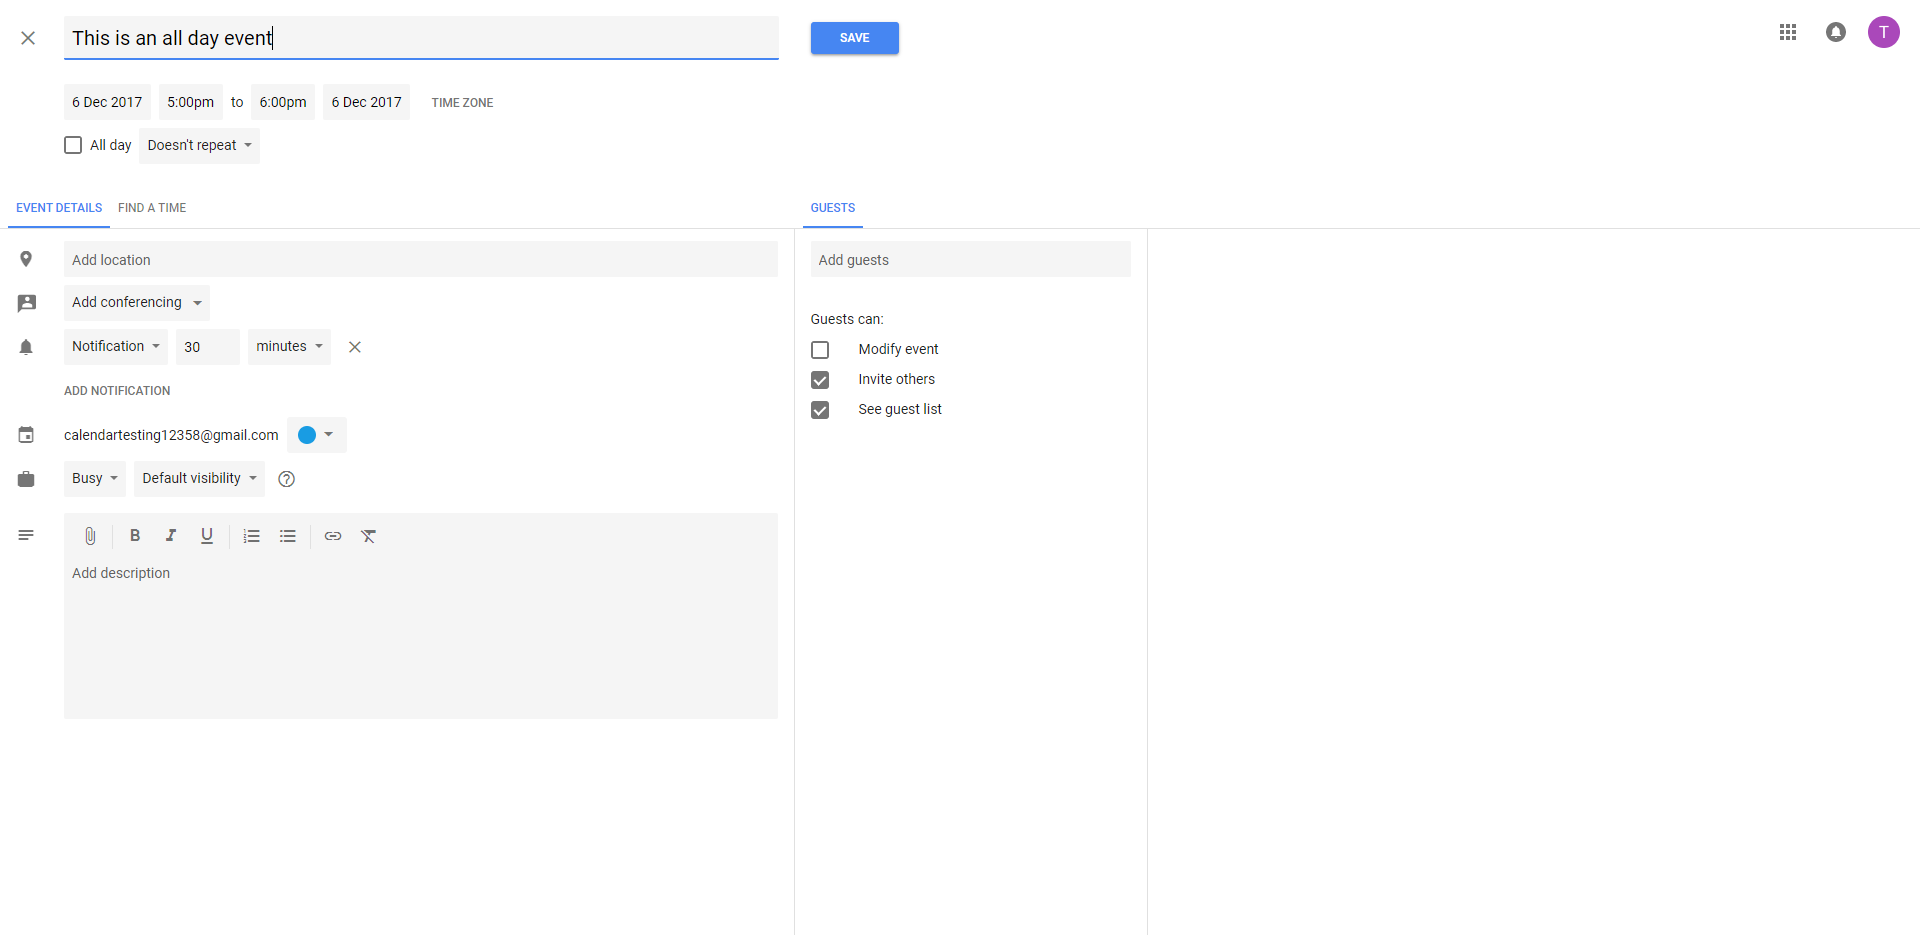 This is an all day event
SAVE
T
6 Dec 2017 5:00pm to 6:00pm 6 Dec 2017 TIME ZONE
All day Doesn't repeat
EVENT DETAILS FIND A TIME
GUESTS
Add location
Add conferencing
Notification 30 minutes
ADD NOTIFICATION
calendartesting12358@gmail.com
Busy Default visibility ?
B I U
Add description
Add guests
Guests can:
Modify event
Invite others
See guest list